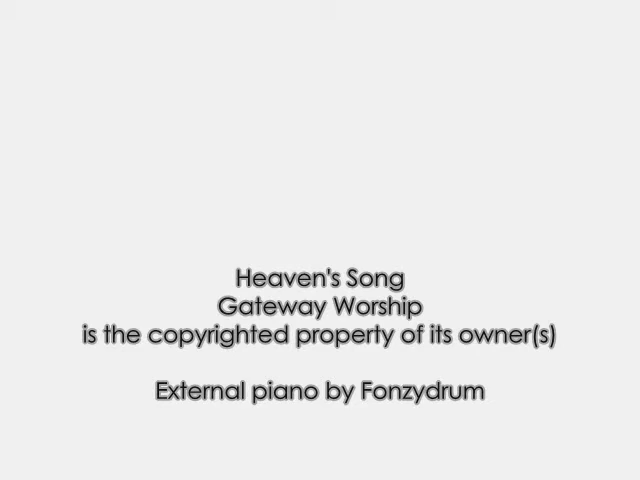 Heaven's Song
Gateway Worship
is the copyrighted property of its owner(s)
External piano by Fonzydrum